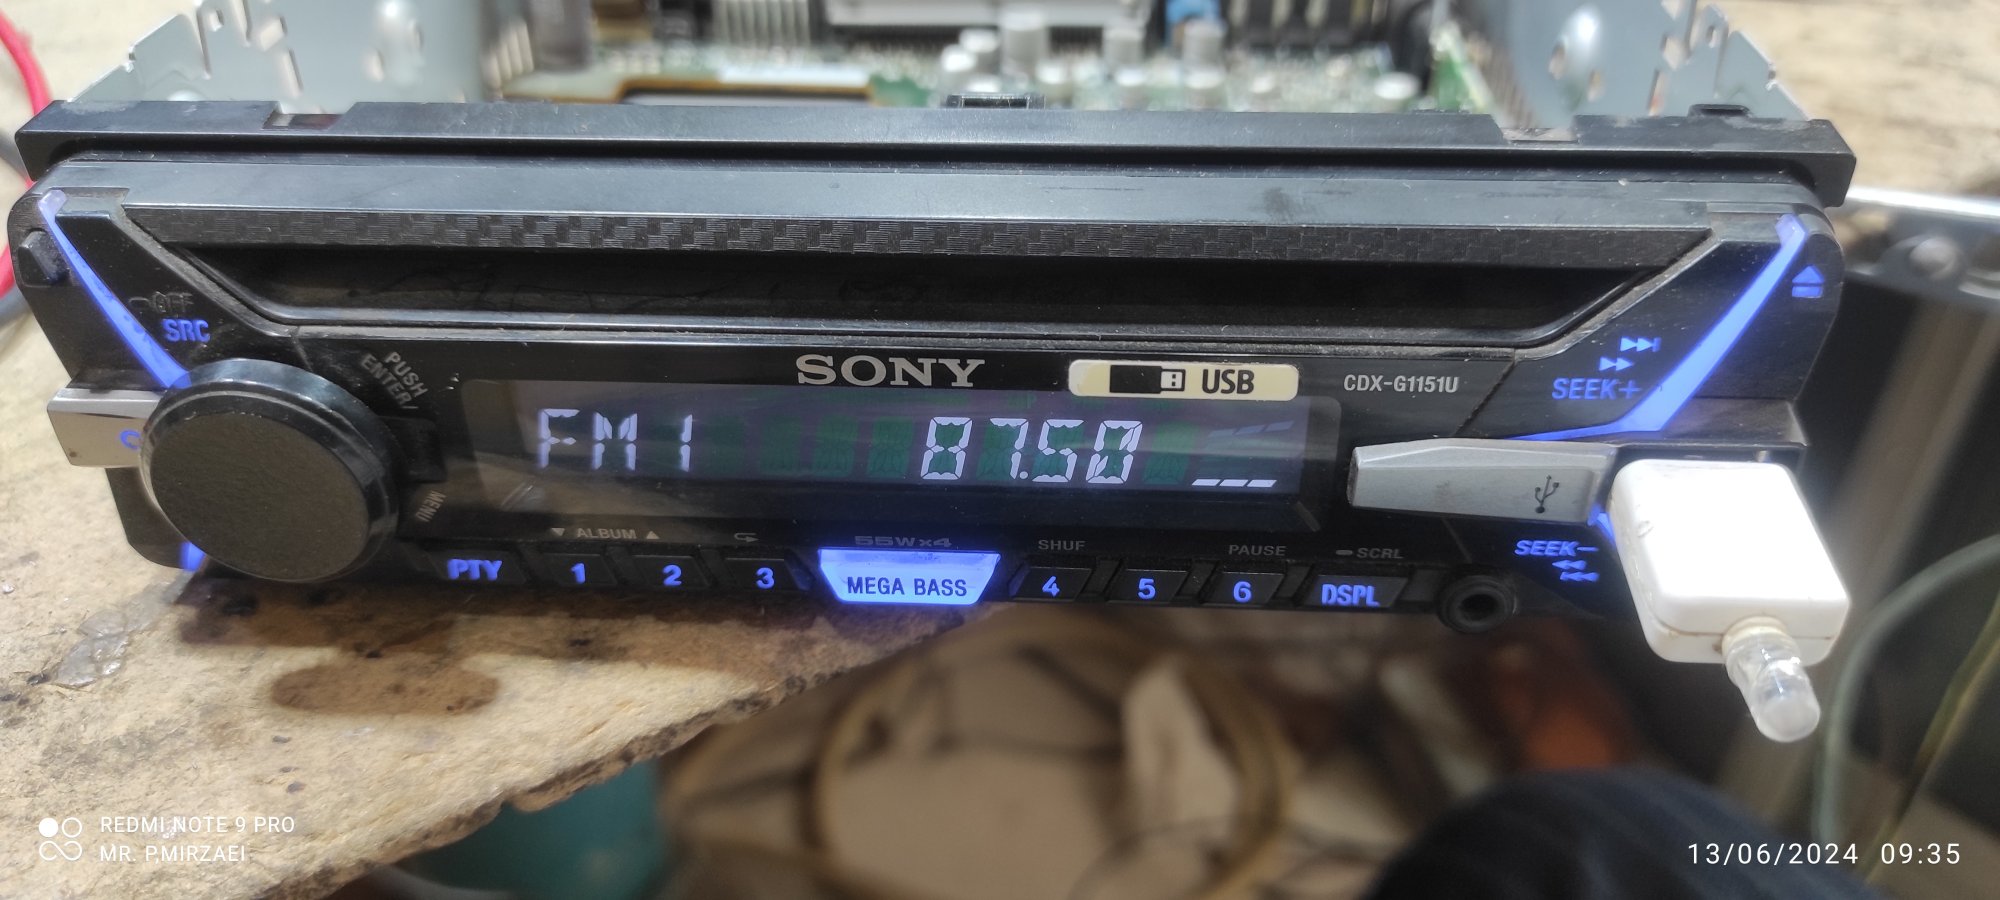 OFF
SRC
PUSH
ENTER/
MENU
SONY
USB
CDX-G1151U
SEEK+
FM1 87.50
ALBUM
55Wx4
SHUF
PAUSE
SCRL
SEEK-
PTY
1
2
3
MEGA BASS
4
5
6
DSPL
REDMI NOTE 9 PRO
MR. P,MIRZAEI
13/06/2024 09:35